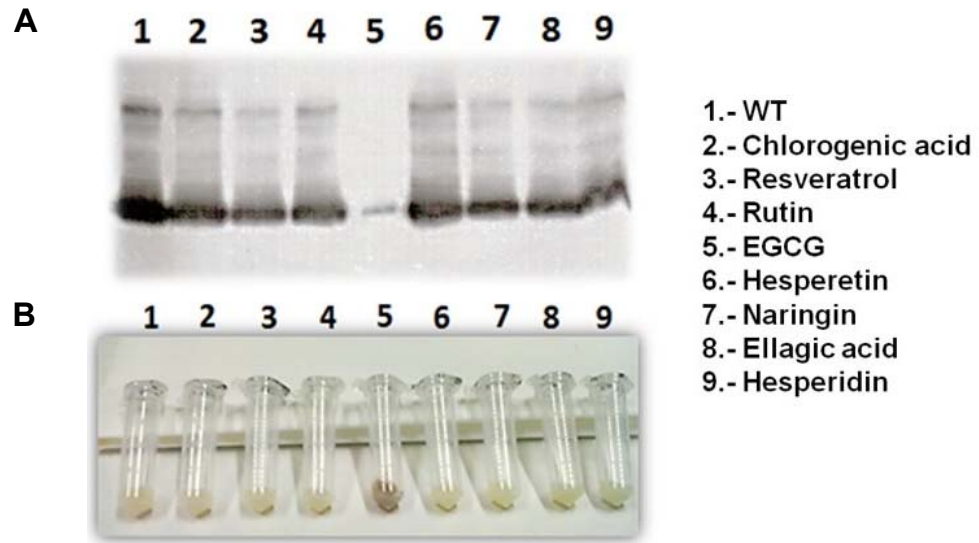 A
1 2 3 4 5 6 7 8 9
1.- WT
2.- Chlorogenic acid
3.- Resveratrol
4.- Rutin
5.- EGCG
6.- Hesperetin
7.- Naringin
8.- Ellagic acid
9.- Hesperidin
B
1 2 3 4 5 6 7 8 9